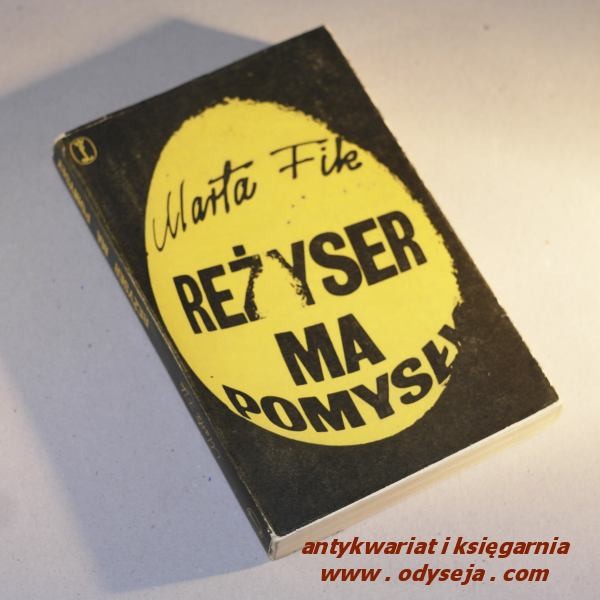 Marta Fik
REŻYSER
MA
POMYSŁY
antykwariat i księgarnia
www . odyseja . com